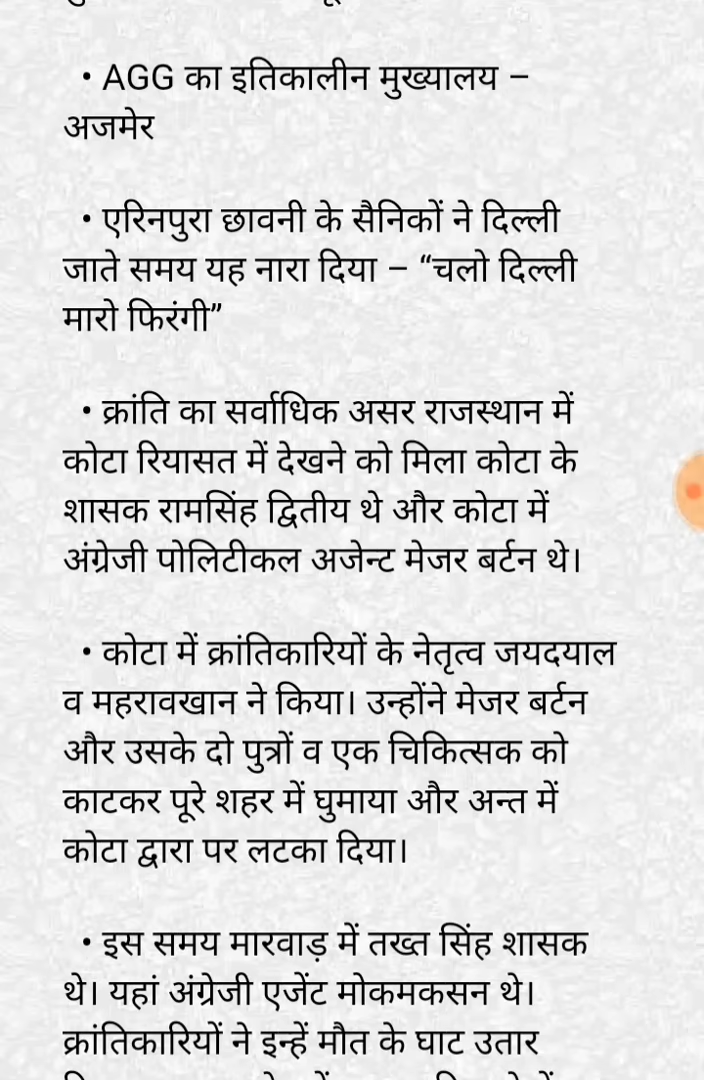 • AGG का इतिकालीन मुख्यालय –
अजमेर
• एरिनपुरा छावनी के सैनिकों ने दिल्ली
जाते समय यह नारा दिया – “चलो दिल्ली
मारो फिरंगी”
• क्रांति का सर्वाधिक असर राजस्थान में
कोटा रियासत में देखने को मिला कोटा के
शासक रामसिंह द्वितीय थे और कोटा में
अंग्रेजी पोलिटीकल अजेन्ट मेजर बर्टन थे।
• कोटा में क्रांतिकारियों के नेतृत्व जयदयाल
व महरावखान ने किया। उन्होंने मेजर बर्टन
और उसके दो पुत्रों व एक चिकित्सक को
काटकर पूरे शहर में घुमाया और अन्त में
कोटा द्वारा पर लटका दिया।
• इस समय मारवाड़ में तख्त सिंह शासक
थे। यहां अंग्रेजी एजेंट मोकमकसन थे।
क्रांतिकारियों ने इन्हें मौत के घाट उतार